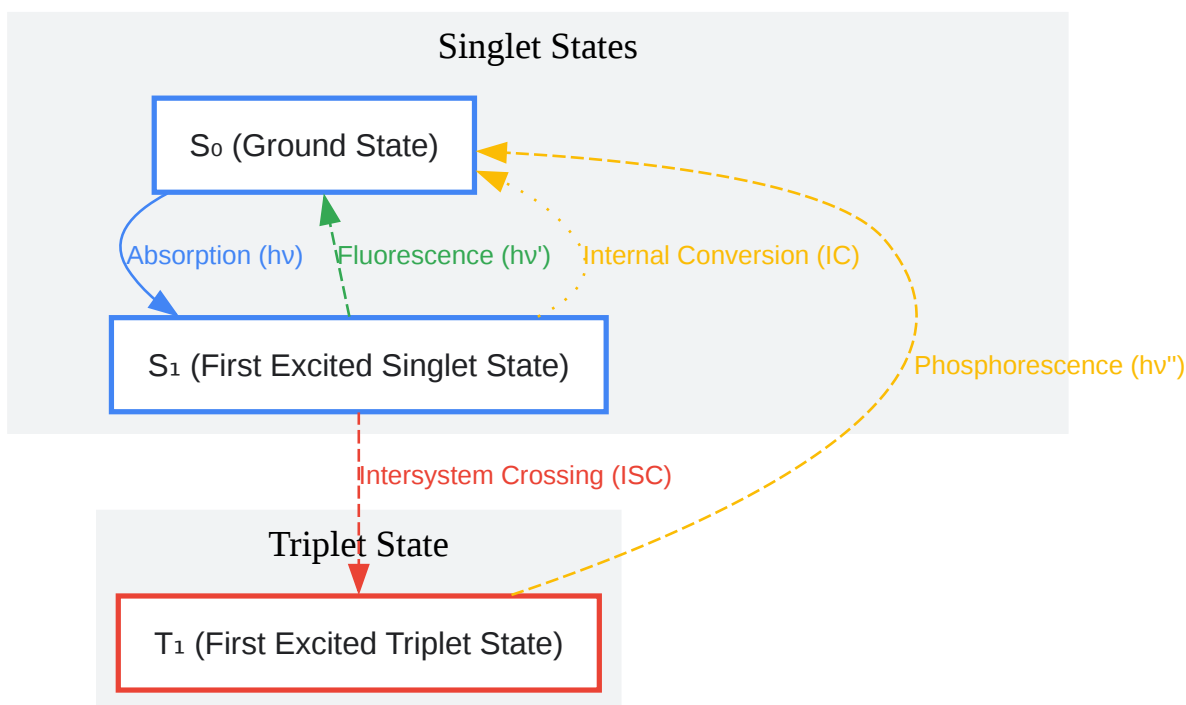 Singlet States
S₀ (Ground State)
Absorption (hν)
Fluorescence (hν')
Internal Conversion (IC)
S₁ (First Excited Singlet State)
Phosphorescence (hν'')
Intersystem Crossing (ISC)
Triplet State
T₁ (First Excited Triplet State)